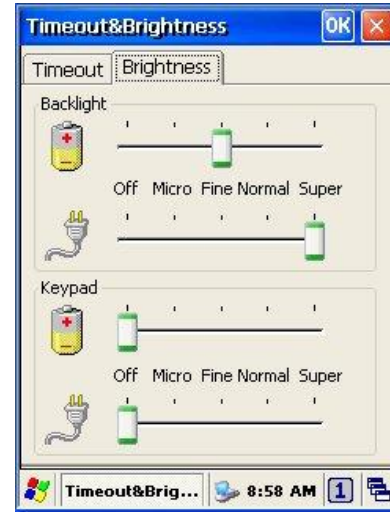 Timeout&Brightness OK
Timeout Brightness
Backlight
Off Micro Fine Normal Super
Keypad
Off Micro Fine Normal Super
Timeout&Brig... 8:58 AM 1